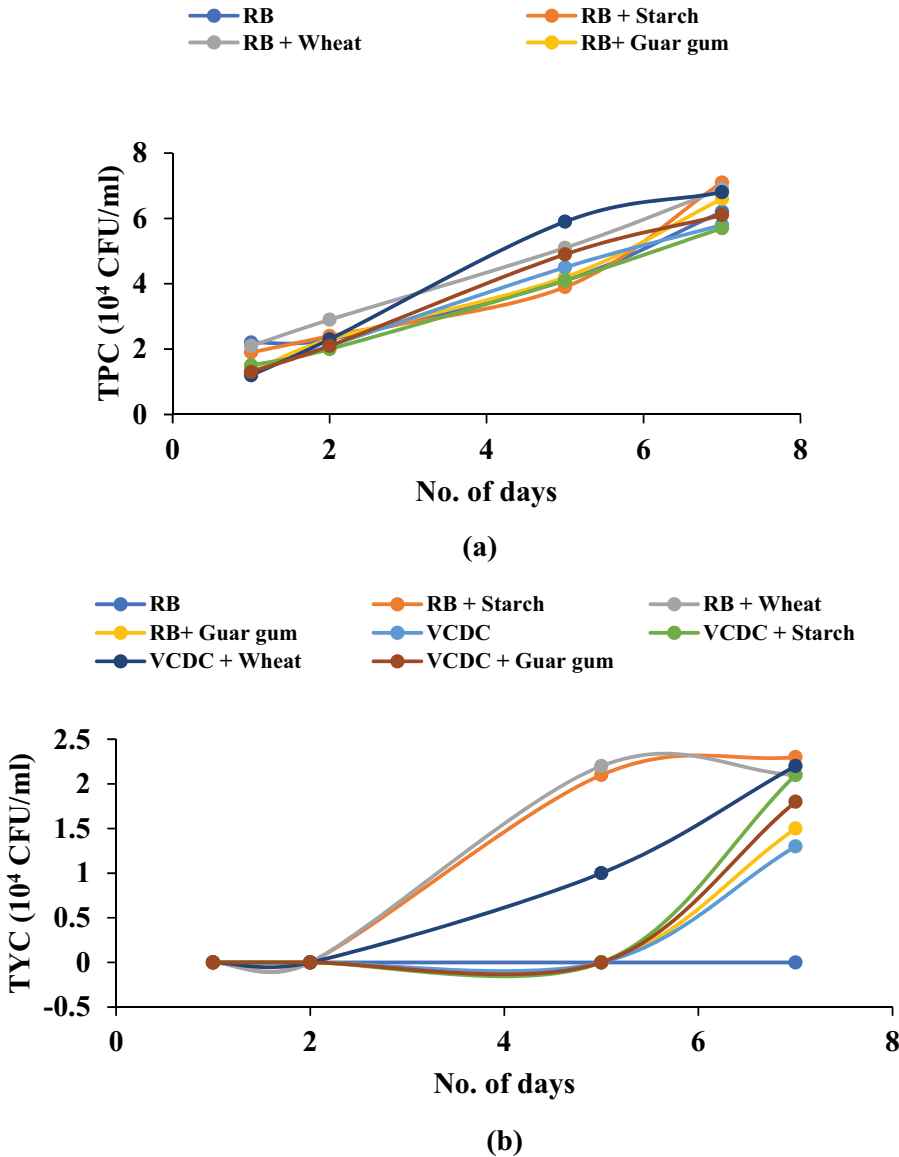 RB RB + Starch
RB + Wheat RB+ Guar gum
8
6
4
2
0
TPC (10⁴ CFU/ml)
0 2 4 6 8
No. of days
(a)
RB RB + Starch RB + Wheat
RB+ Guar gum VCDC VCDC + Starch
VCDC + Wheat VCDC + Guar gum
2.5
2
1.5
1
0.5
0
-0.5
TYC (10⁴ CFU/ml)
0 2 4 6 8
No. of days
(b)